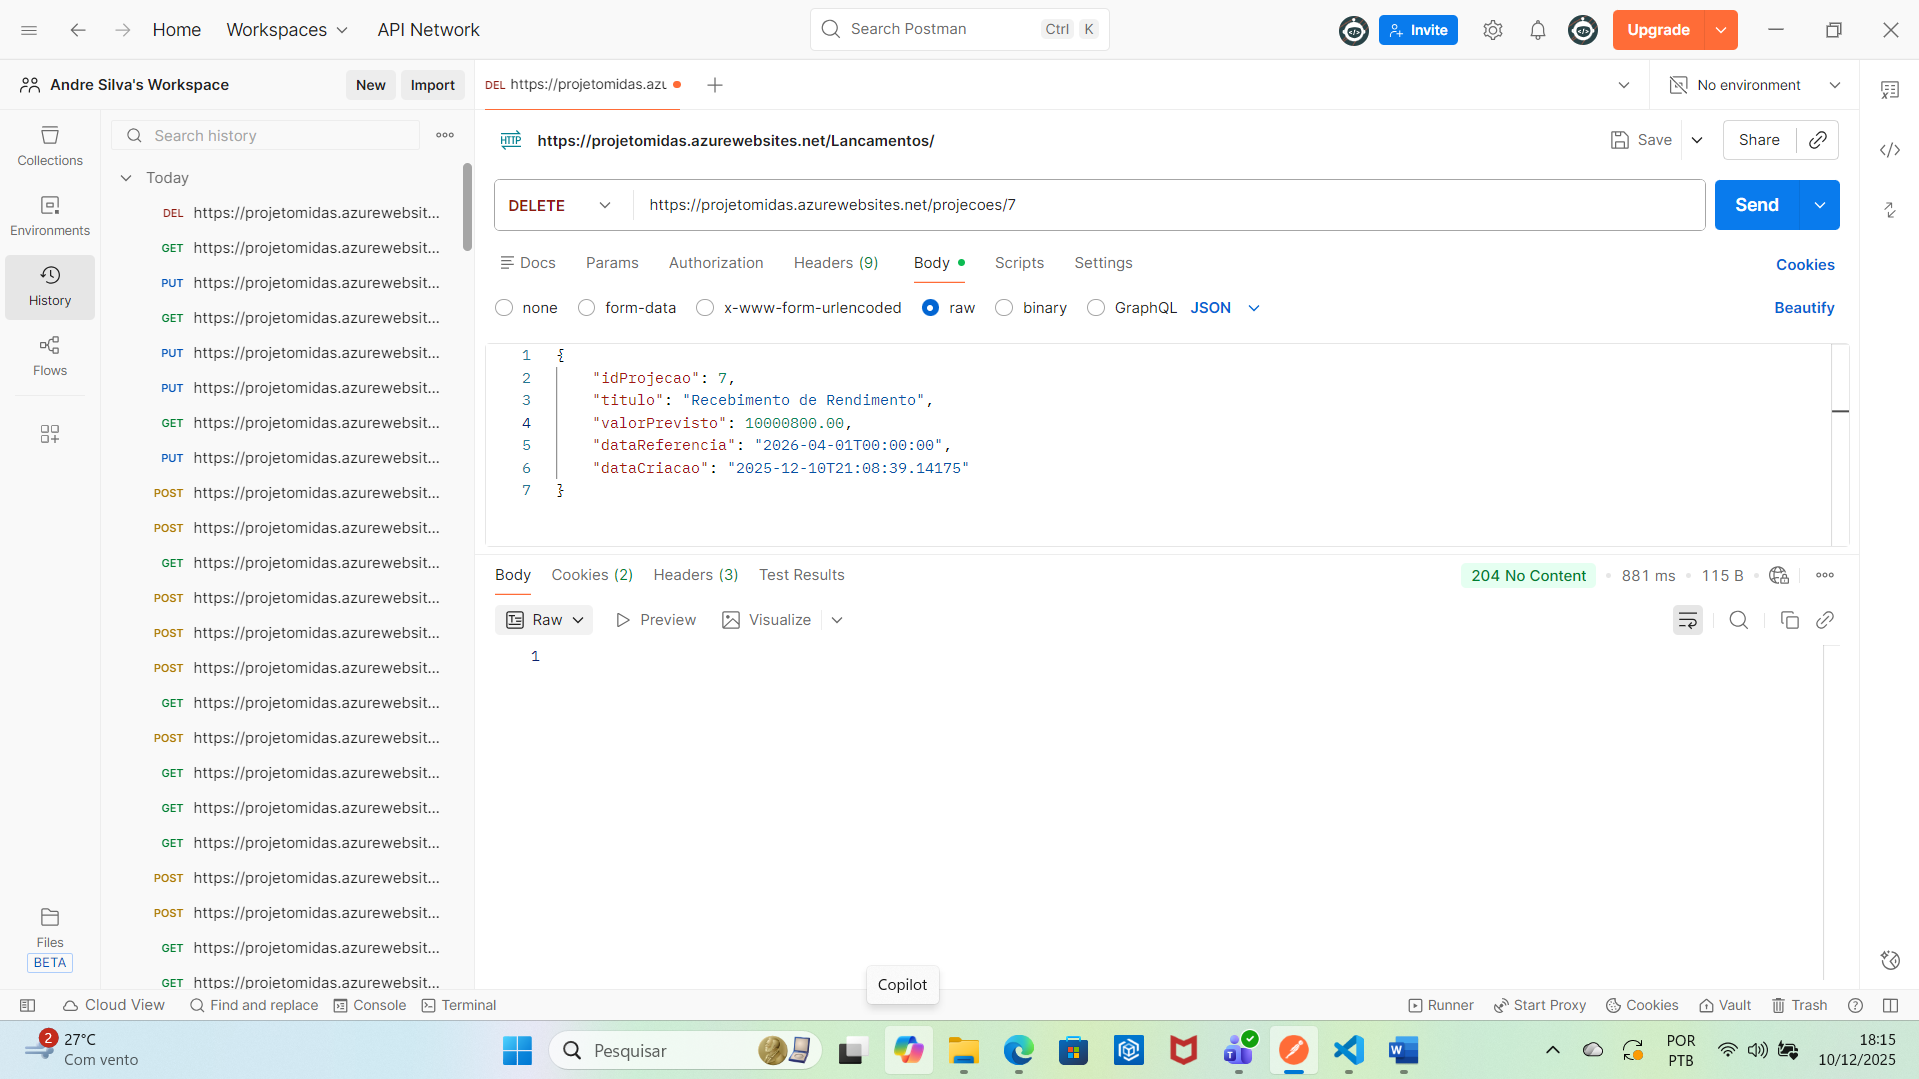 Home
Workspaces
API Network
Search Postman
Ctrl
K
Invite
Upgrade
Andre Silva's Workspace
New
Import
DEL https://projetomidas.azu
No environment
Collections
Environments
History
Flows
Files
BETA
Search history
Today
DEL https://projetomidas.azurewebsit...
GET https://projetomidas.azurewebsit...
PUT https://projetomidas.azurewebsit...
GET https://projetomidas.azurewebsit...
PUT https://projetomidas.azurewebsit...
PUT https://projetomidas.azurewebsit...
GET https://projetomidas.azurewebsit...
PUT https://projetomidas.azurewebsit...
POST https://projetomidas.azurewebsit...
POST https://projetomidas.azurewebsit...
GET https://projetomidas.azurewebsit...
POST https://projetomidas.azurewebsit...
POST https://projetomidas.azurewebsit...
POST https://projetomidas.azurewebsit...
GET https://projetomidas.azurewebsit...
POST https://projetomidas.azurewebsit...
GET https://projetomidas.azurewebsit...
GET https://projetomidas.azurewebsit...
GET https://projetomidas.azurewebsit...
POST https://projetomidas.azurewebsit...
POST https://projetomidas.azurewebsit...
GET https://projetomidas.azurewebsit...
GET https://projetomidas.azurewebsit...
HTTP https://projetomidas.azurewebsites.net/Lancamentos/
Save
Share
DELETE
https://projetomidas.azurewebsites.net/projecoes/7
Send
Docs
Params
Authorization
Headers (9)
Body
Scripts
Settings
Cookies
none
form-data
x-www-form-urlencoded
raw
binary
GraphQL
JSON
Beautify
1 {
2 "idProjecao": 7,
3 "titulo": "Recebimento de Rendimento",
4 "valorPrevisto": 10000800.00,
5 "dataReferencia": "2026-04-01T00:00:00",
6 "dataCriacao": "2025-12-10T21:08:39.14175"
7 }
Body
Cookies (2)
Headers (3)
Test Results
204 No Content
881 ms
115 B
Raw
Preview
Visualize
1
Copilot
Cloud View
Find and replace
Console
Terminal
Runner
Start Proxy
Cookies
Vault
Trash
2
27°C
Com vento
Pesquisar
POR
PTB
18:15
10/12/2025